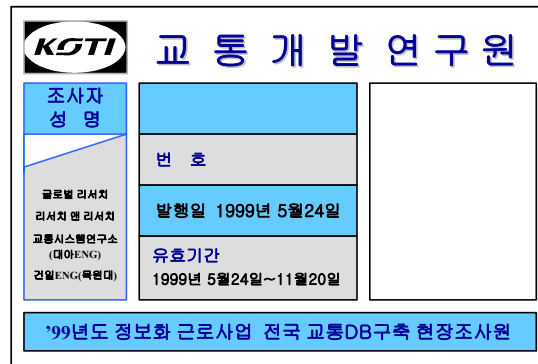 KOTI 교통개발연구원
조사자
성 명
번 호
글로벌 리서치
리서치 앤 리서치
교통시스템연구소
(대아ENG)
건일ENG(목원대)
발행일 1999년 5월24일
유효기간
1999년 5월24일~11월20일
’99년도 정보화 근로사업 전국 교통DB구축 현장조사원